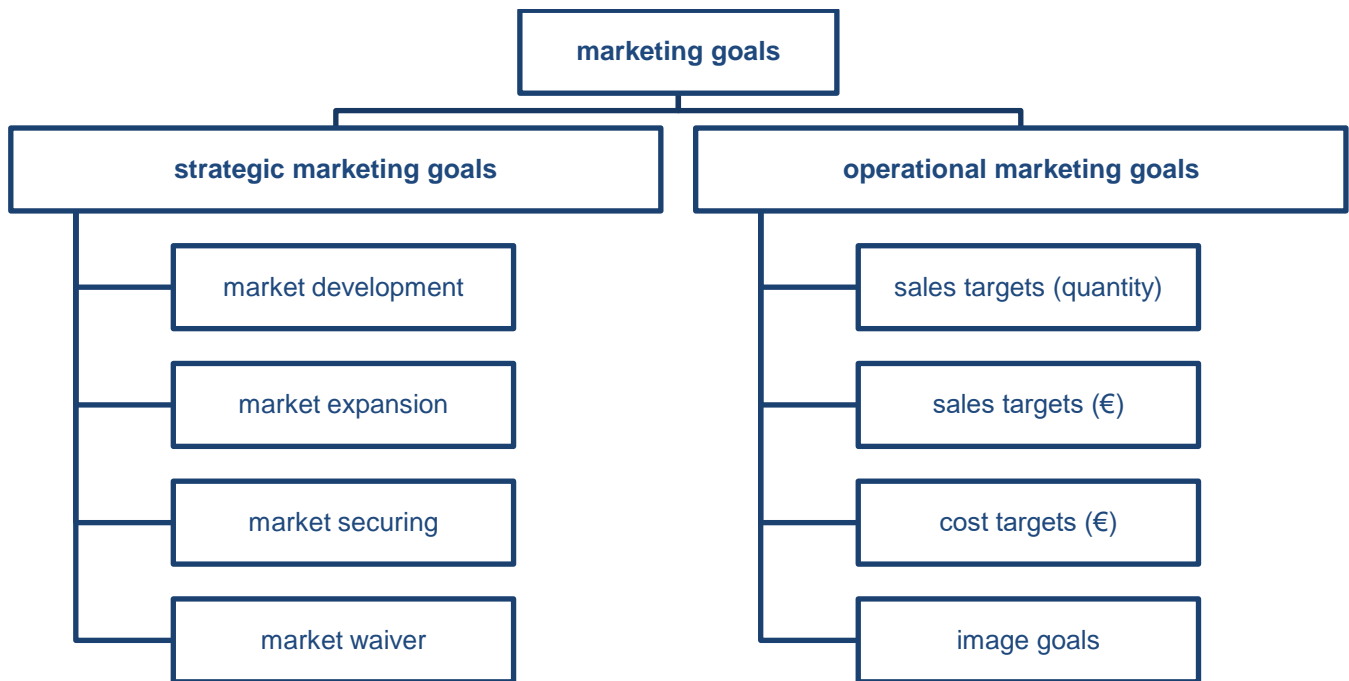 marketing goals
strategic marketing goals
market development
market expansion
market securing
market waiver
operational marketing goals
sales targets (quantity)
sales targets (€)
cost targets (€)
image goals